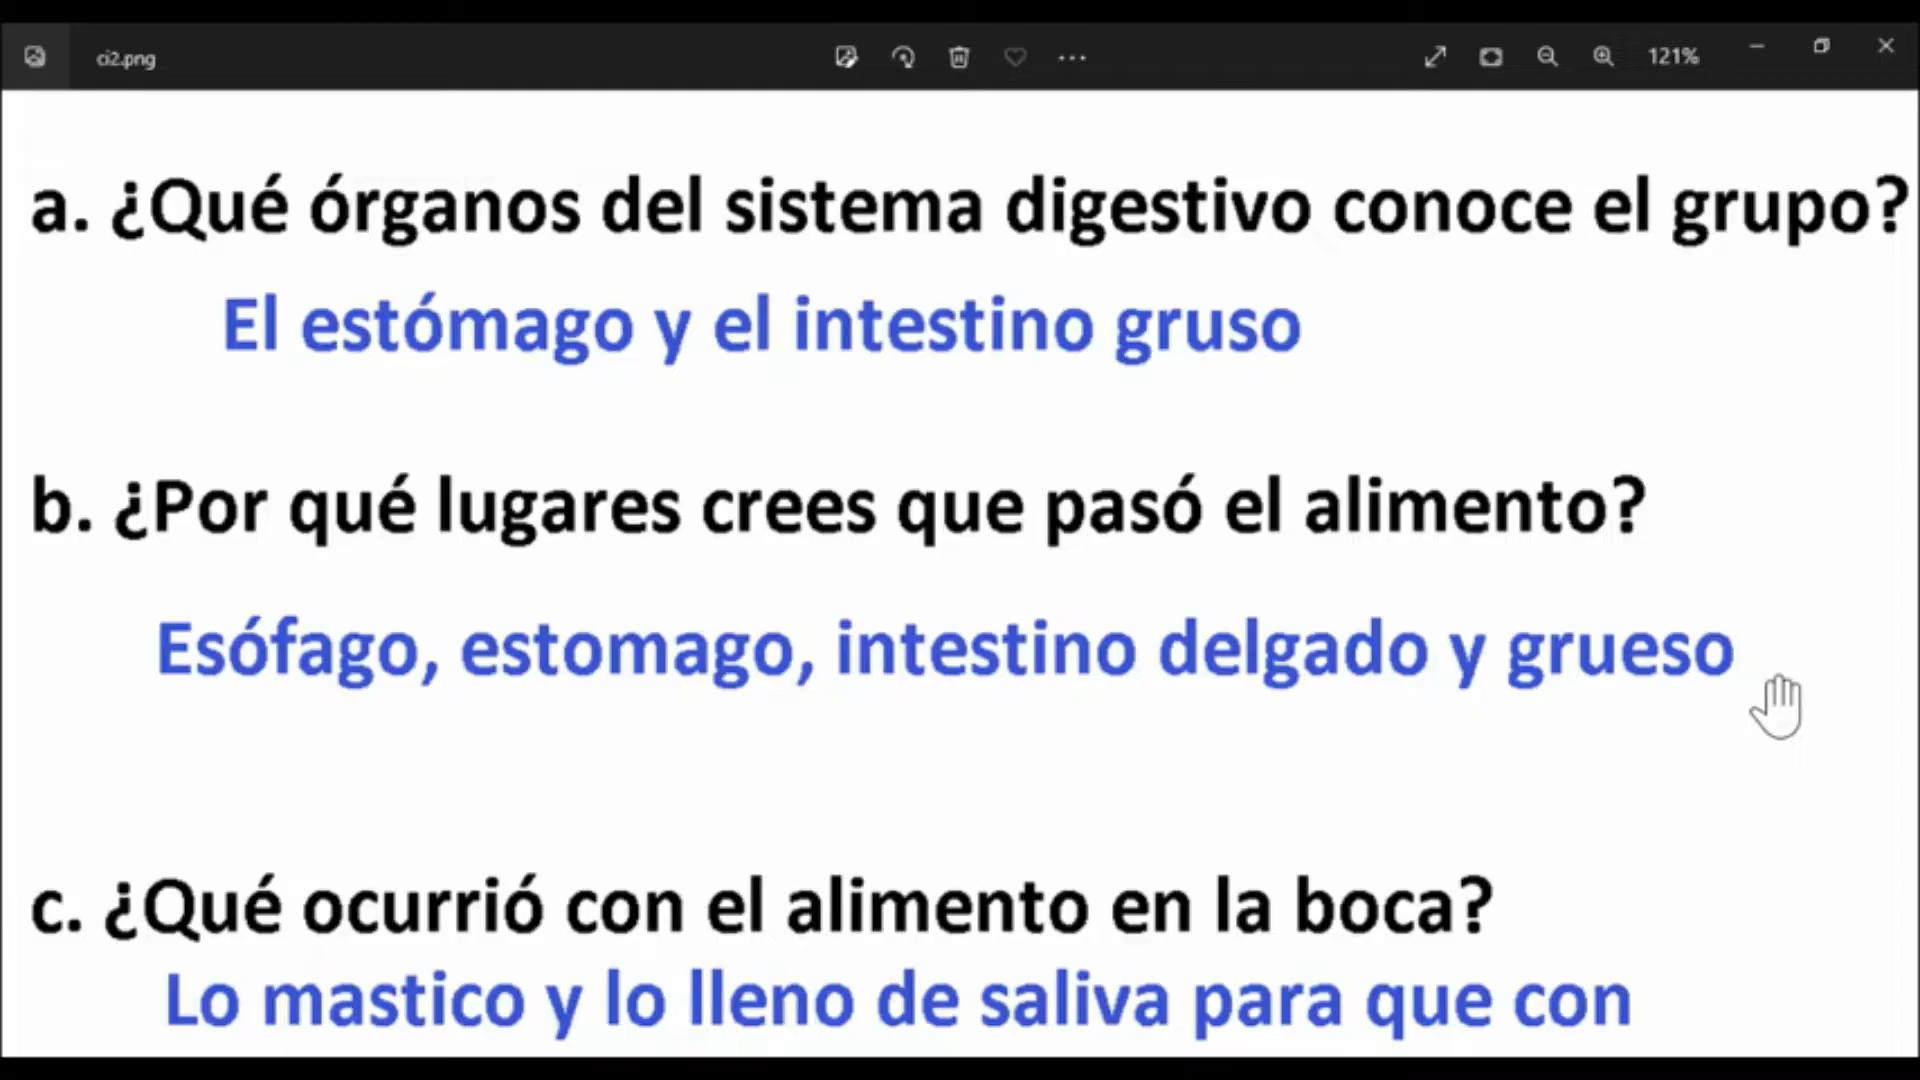 ci2.png
121%
a. ¿Qué órganos del sistema digestivo conoce el grupo?
El estómago y el intestino gruso
b. ¿Por qué lugares crees que pasó el alimento?
Esófago, estomago, intestino delgado y grueso
c. ¿Qué ocurrió con el alimento en la boca?
Lo mastico y lo lleno de saliva para que con